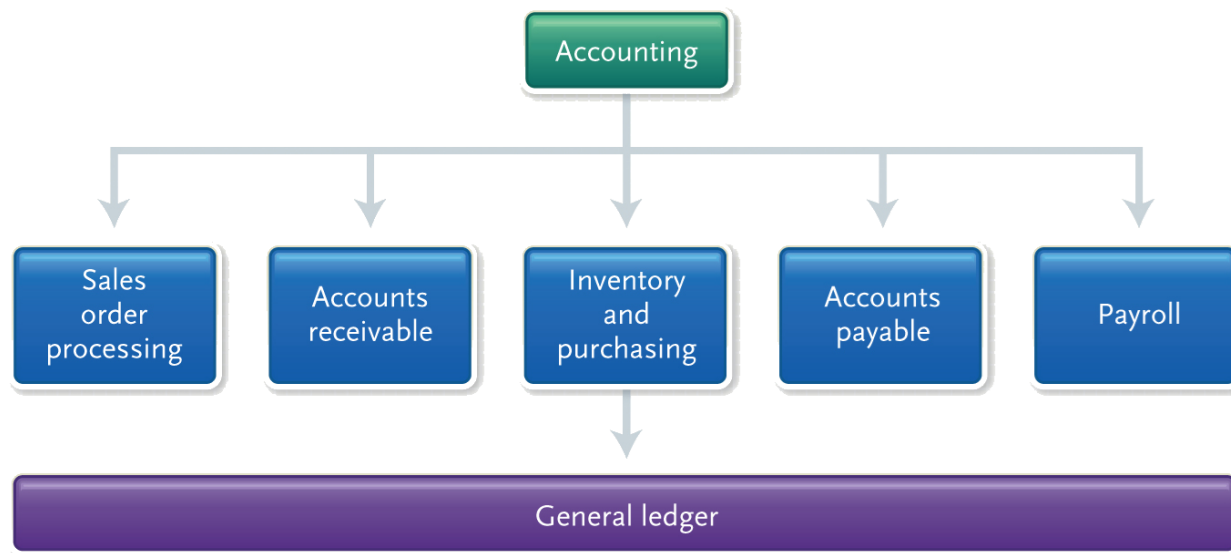 Accounting
Sales
order
processing
Accounts
receivable
Inventory
and
purchasing
Accounts
payable
Payroll
General ledger